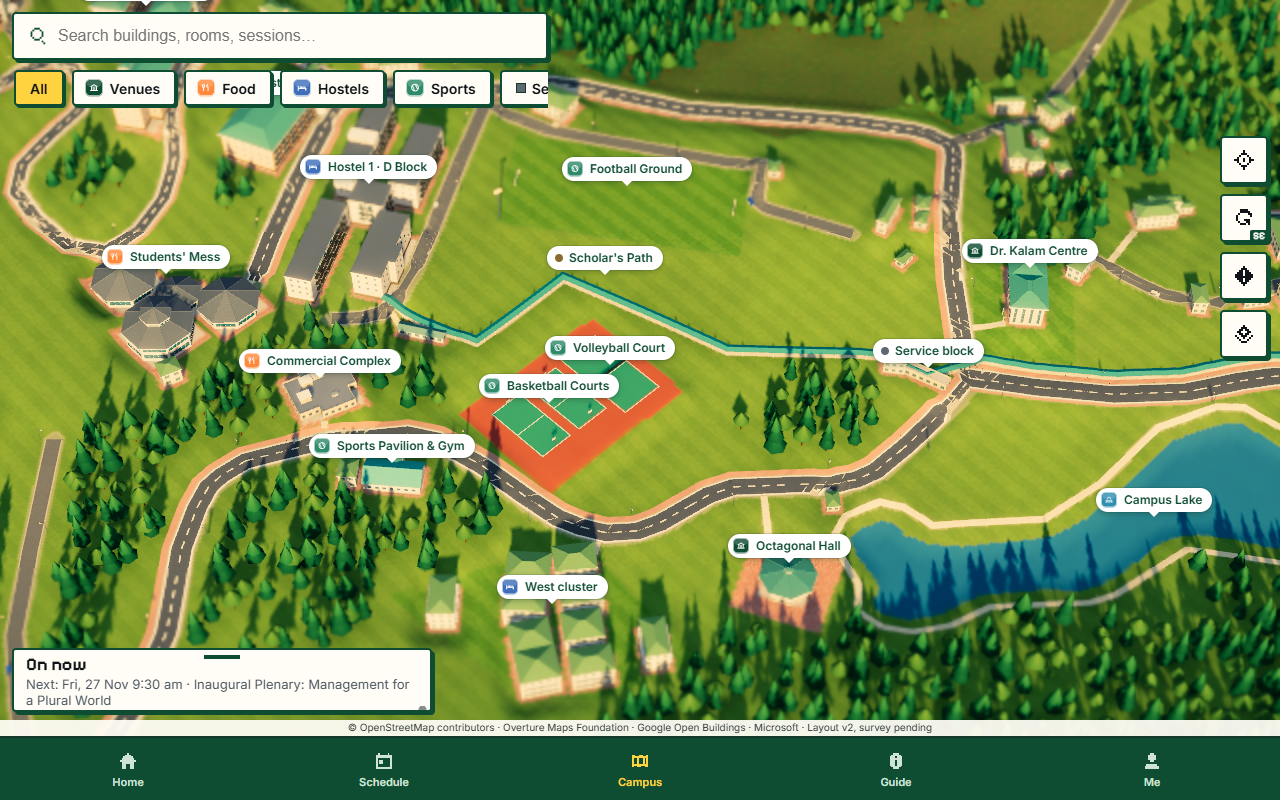 Search buildings, rooms, sessions...
All
Venues
Food
Hostels
Sports
Se
Hostel 1 · D Block
Football Ground
SE
Students' Mess
Scholar's Path
Dr. Kalam Centre
Commercial Complex
Volleyball Court
Service block
Basketball Courts
Sports Pavilion & Gym
Campus Lake
Octagonal Hall
West cluster
On now
Next: Fri, 27 Nov 9:30 am · Inaugural Plenary: Management for
a Plural World
© OpenStreetMap contributors · Overture Maps Foundation · Google Open Buildings · Microsoft · Layout v2, survey pending
Home
Schedule
Campus
Guide
Me